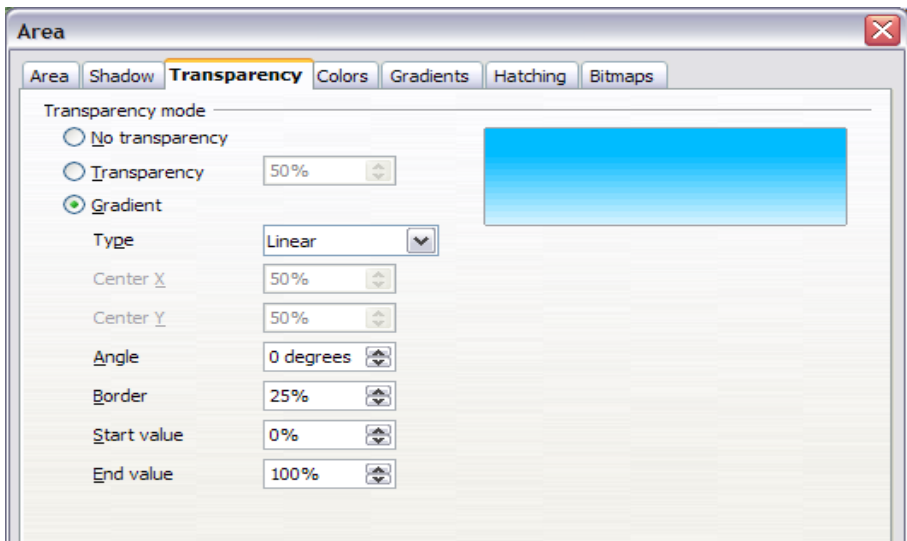 Area
Area Shadow Transparency Colors Gradients Hatching Bitmaps
Transparency mode
No transparency
Transparency 50%
Gradient
Type Linear
Center X 50%
Center Y 50%
Angle 0 degrees
Border 25%
Start value 0%
End value 100%